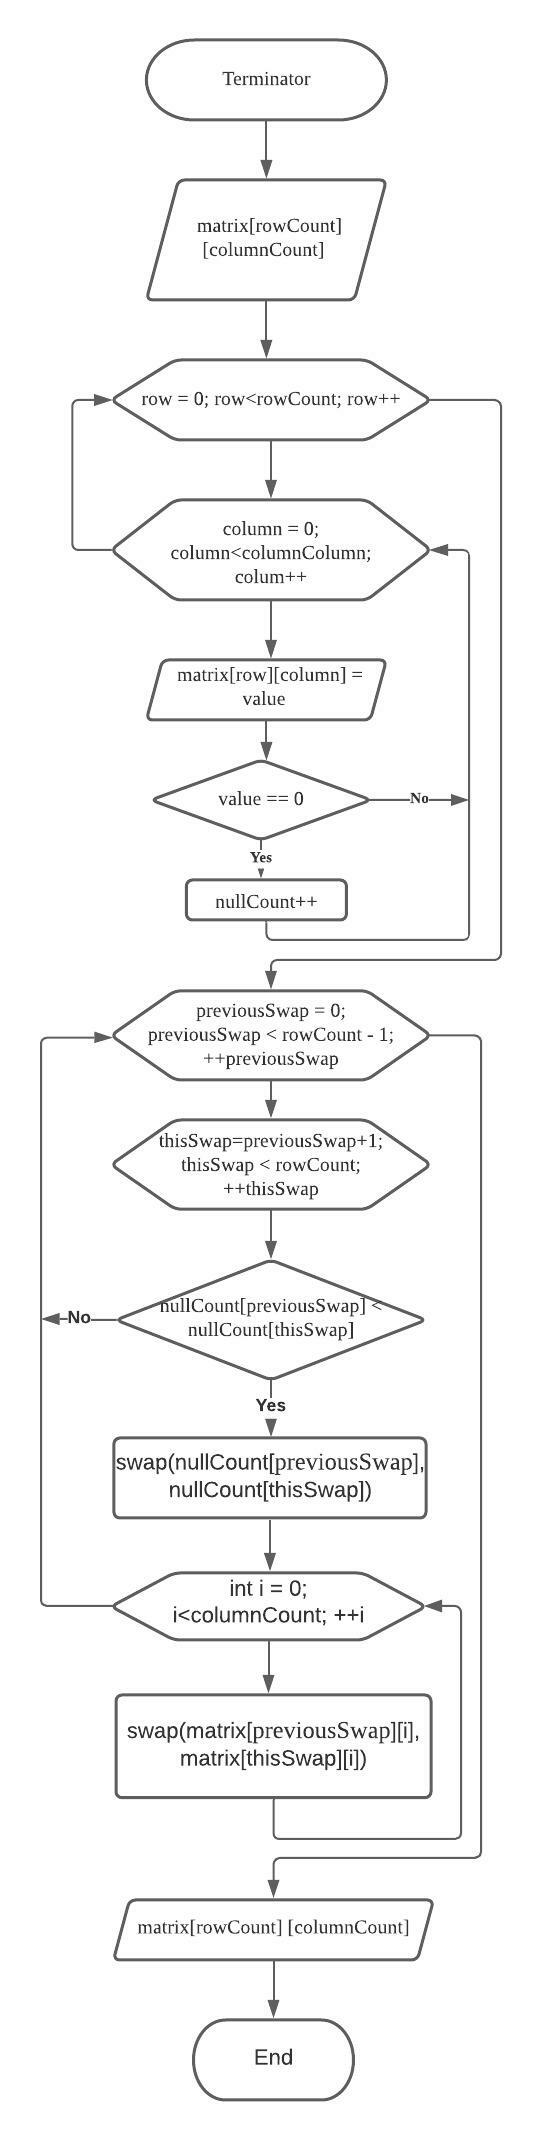 Terminator
matrix[rowCount]
[columnCount]
row = 0; row<rowCount; row++
column = 0;
column<columnColumn;
colum++
matrix[row][column] =
value
value == 0
No
Yes
nullCount++
previousSwap = 0;
previousSwap < rowCount - 1;
++previousSwap
thisSwap=previousSwap+1;
thisSwap < rowCount;
++thisSwap
nullCount[previousSwap] <
nullCount[thisSwap]
No
Yes
swap(nullCount[previousSwap],
nullCount[thisSwap])
int i = 0;
i<columnCount; ++i
swap(matrix[previousSwap][i],
matrix[thisSwap][i])
matrix[rowCount] [columnCount]
End